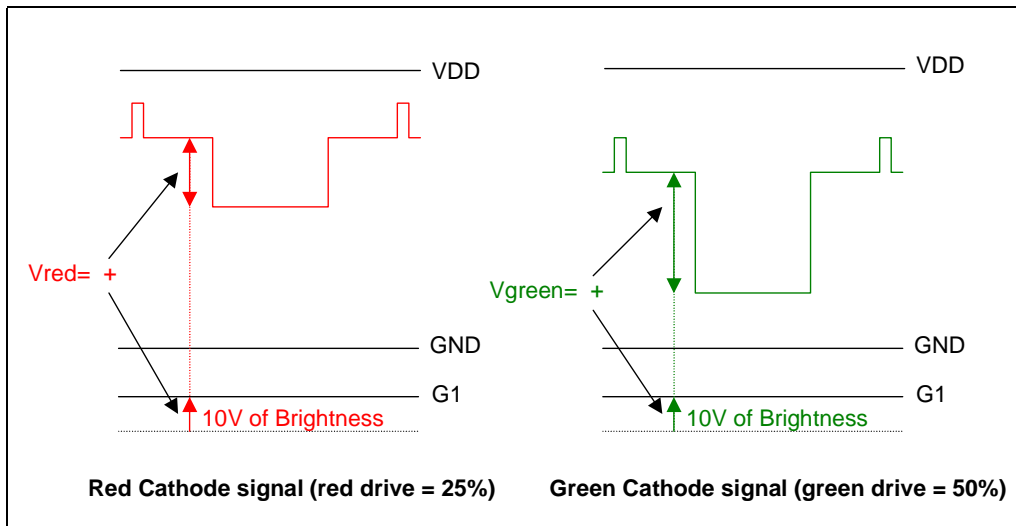 VDD
Vred= +
GND
G1
10V of Brightness
Red Cathode signal (red drive = 25%)
VDD
Vgreen= +
GND
G1
10V of Brightness
Green Cathode signal (green drive = 50%)